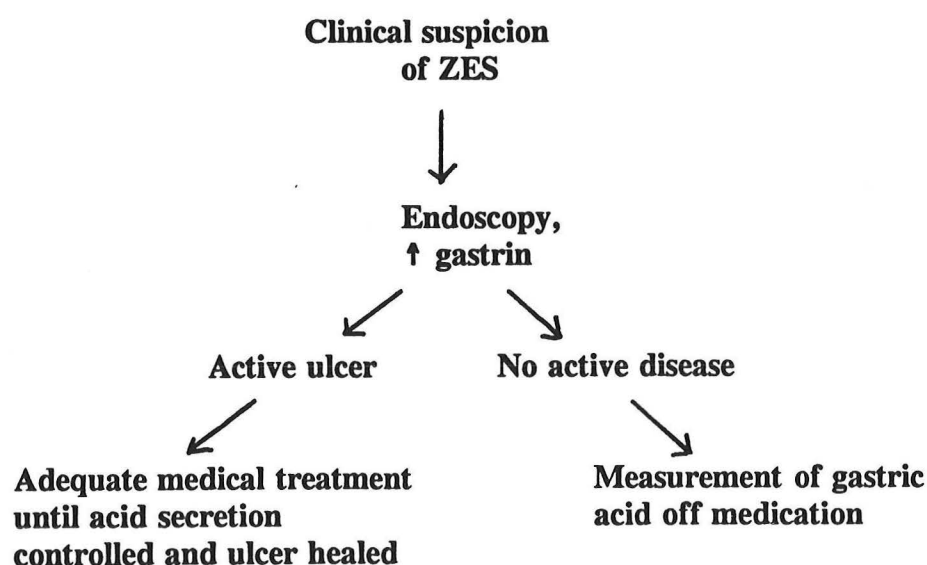 Clinical suspicion
of ZES
Endoscopy,
↑ gastrin
Active ulcer
No active disease
Adequate medical treatment
until acid secretion
controlled and ulcer healed
Measurement of gastric
acid off medication